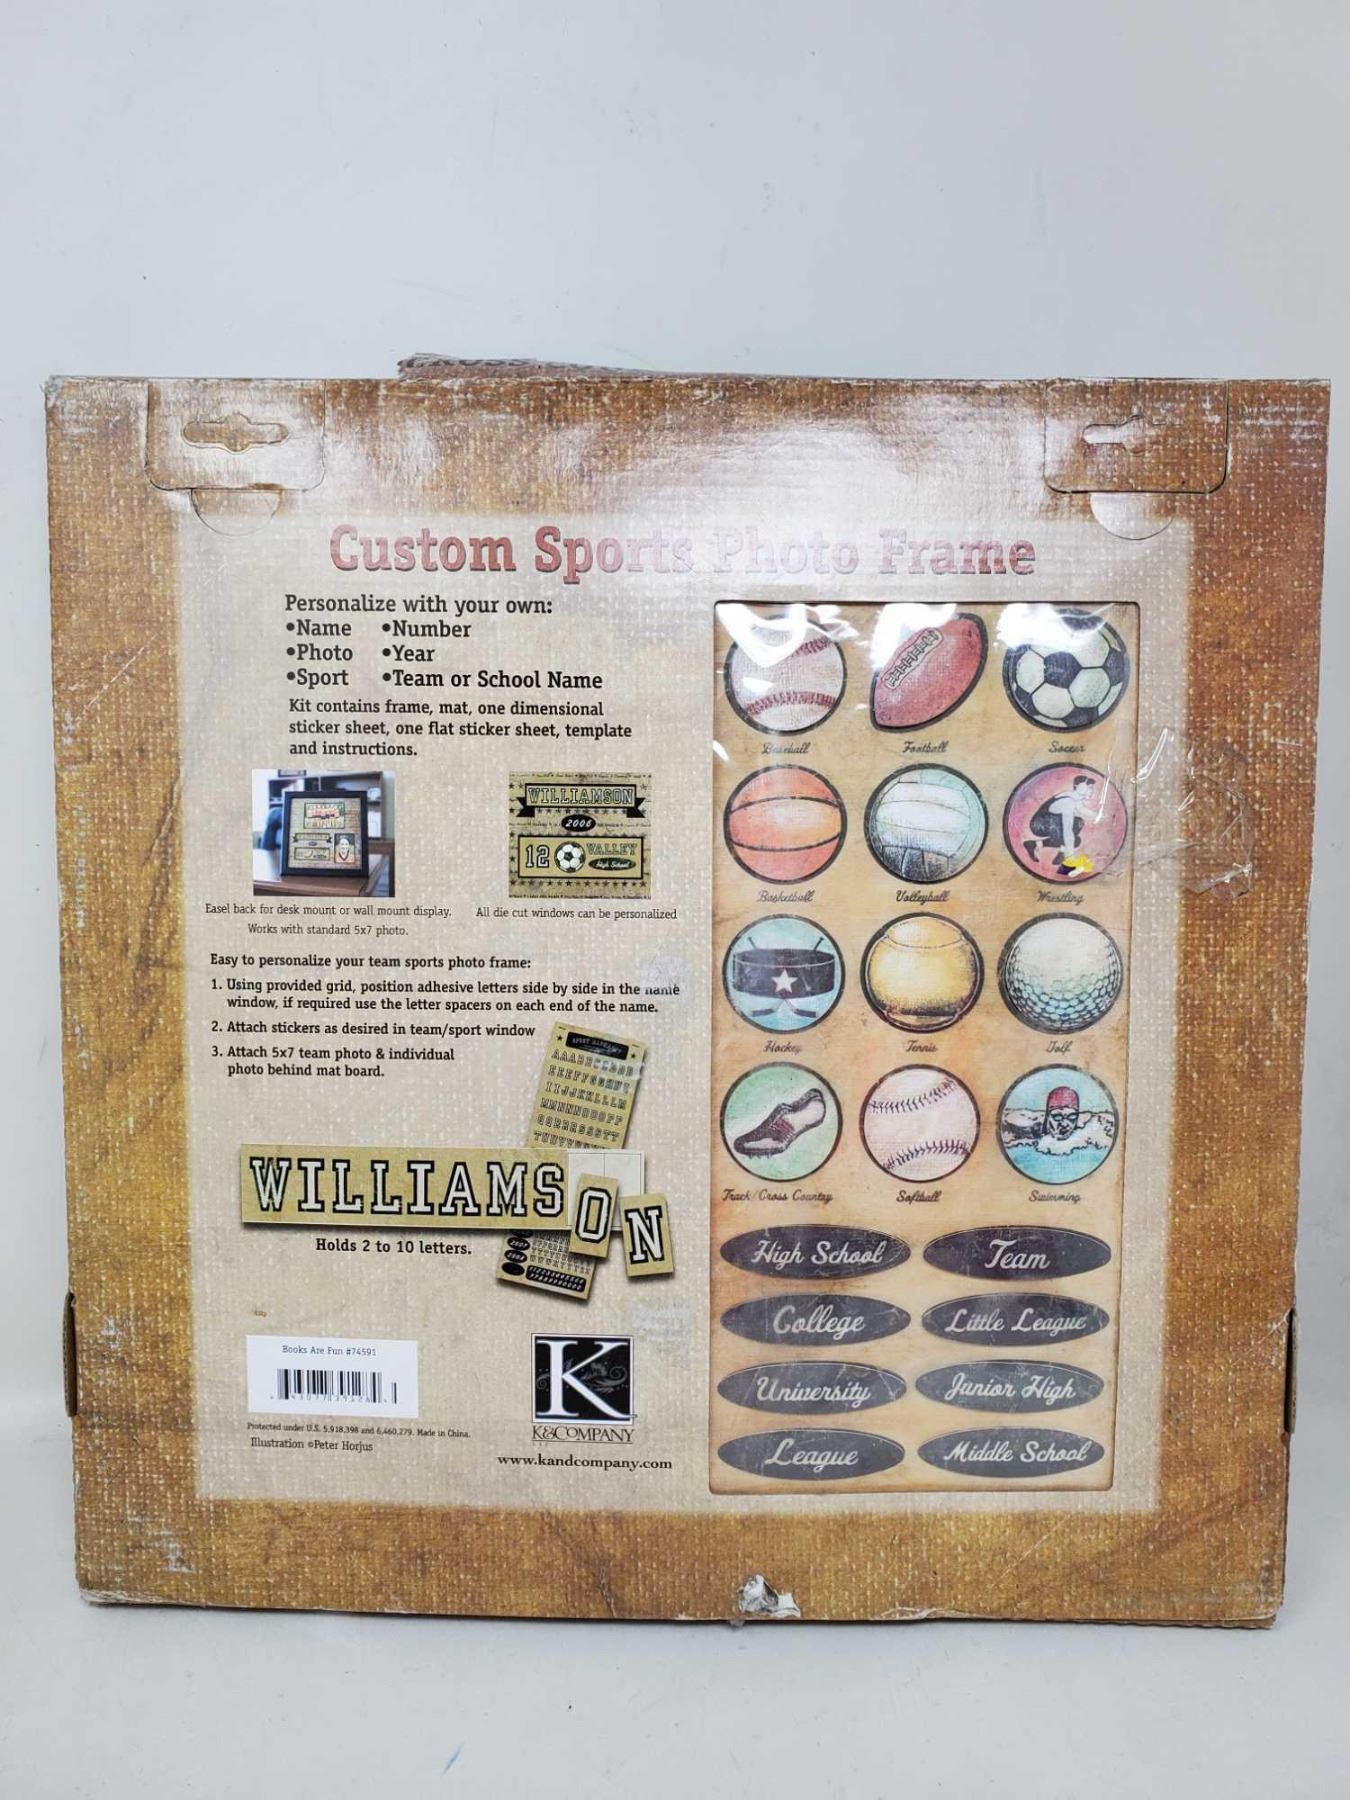 Custom Sports Photo Frame
Personalize with your own:
•Name •Number
•Photo •Year
•Sport •Team or School Name
Kit contains frame, mat, one dimensional
sticker sheet, one flat sticker sheet, template
and instructions.
WILLIAMSON
2006
12 VALLEY
High School
Easel back for desk mount or wall mount display.
Works with standard 5x7 photo.
All die cut windows can be personalized
Easy to personalize your team sports photo frame:
1. Using provided grid, position adhesive letters side by side in the name
window, if required use the letter spacers on each end of the name.
2. Attach stickers as desired in team/sport window
3. Attach 5x7 team photo & individual
photo behind mat board.
WILLIAMSON
Holds 2 to 10 letters.
Books Are Fun #74591
Protected under U.S. 5,918,398 and 6,460,279. Made in China.
Illustration ©Peter Horjus
K
K&COMPANY
www.kandcompany.com
Baseball
Football
Soccer
Basketball
Volleyball
Wrestling
Hockey
Tennis
Golf
Track/Cross Country
Softball
Swimming
High School
Team
College
Little League
University
Junior High
League
Middle School